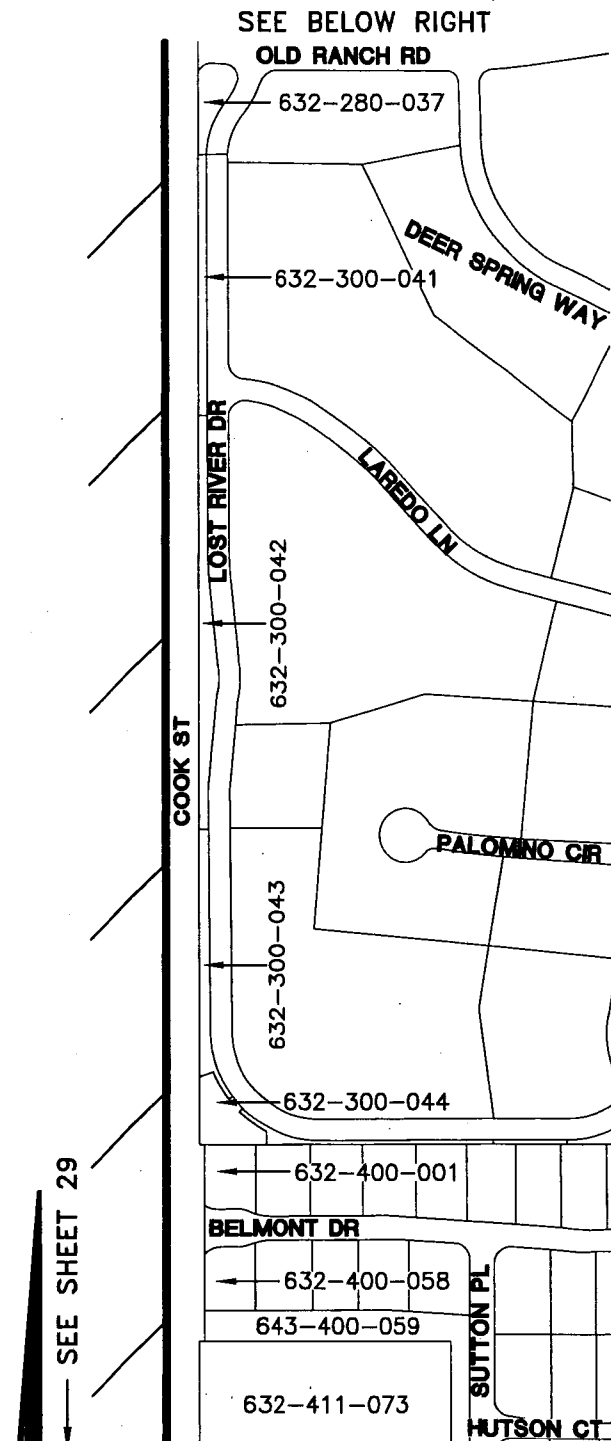 SEE BELOW RIGHT
OLD RANCH RD
632-280-037
DEER SPRING WAY
632-300-041
LOST RIVER DR
LAREDO LN
632-300-042
COOK ST
PALOMINO CIR
632-300-043
632-300-044
632-400-001
SEE SHEET 29
BELMONT DR
632-400-058
SUTTON PL
643-400-059
632-411-073
HUTSON CT